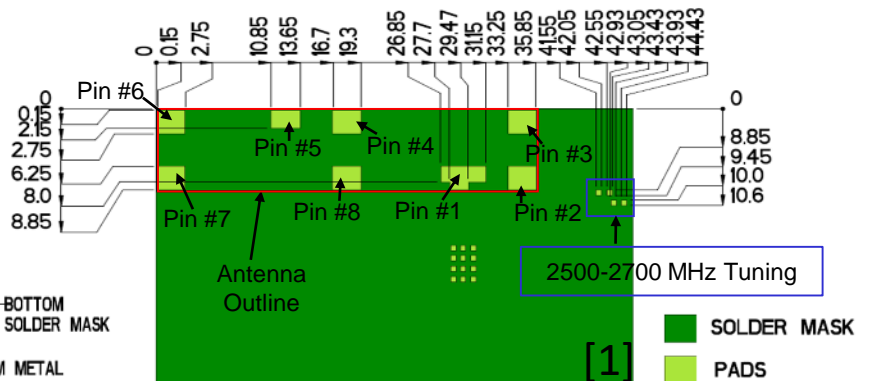 0
0.15
2.75
10.85
13.65
16.7
19.3
26.85
27.7
29.47
31.15
33.25
35.85
41.55
42.05
42.55
42.93
43.05
43.43
43.93
44.43
0
0.15
2.15
2.75
6.25
8.0
8.85
0
8.85
9.45
10.0
10.6
Pin #6
Pin #5
Pin #4
Pin #3
Pin #7
Pin #8
Pin #1
Pin #2
Antenna
Outline
2500-2700 MHz Tuning
BOTTOM
SOLDER MASK
M METAL
[1]
SOLDER MASK
PADS